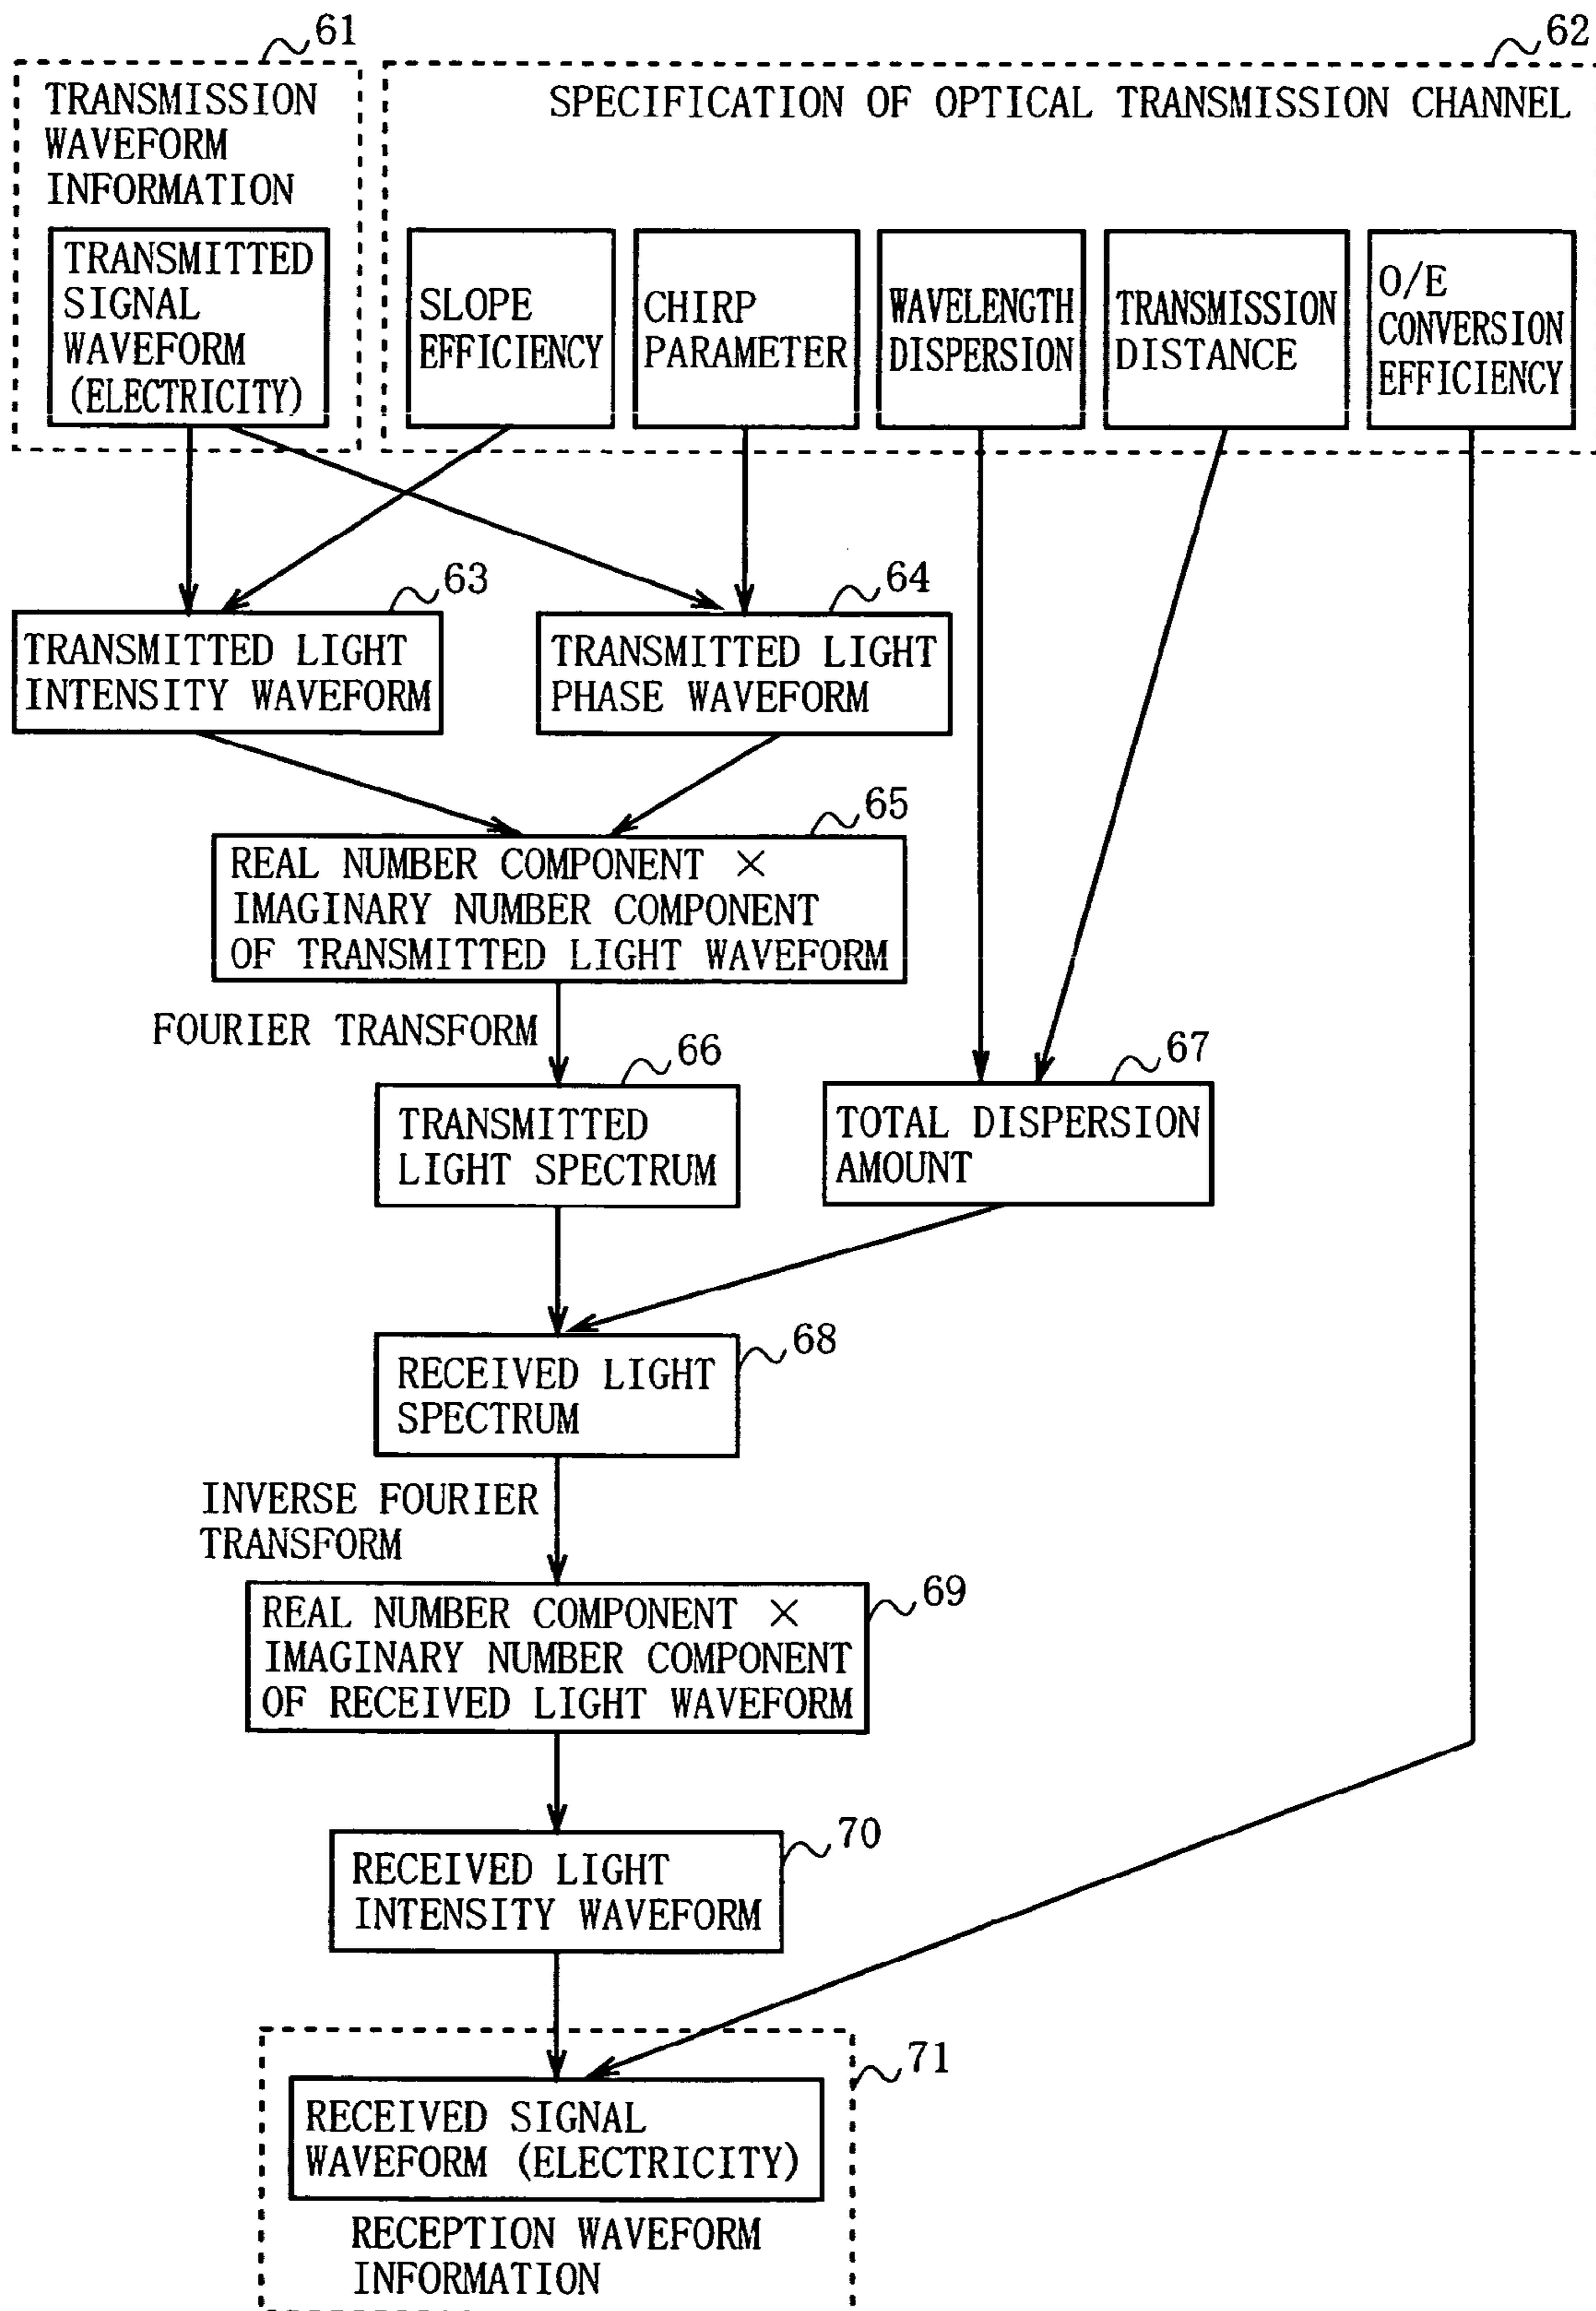 61
62
TRANSMISSION
WAVEFORM
INFORMATION
SPECIFICATION OF OPTICAL TRANSMISSION CHANNEL
TRANSMITTED
SIGNAL
WAVEFORM
(ELECTRICITY)
SLOPE
EFFICIENCY
CHIRP
PARAMETER
WAVELENGTH
DISPERSION
TRANSMISSION
DISTANCE
O/E
CONVERSION
EFFICIENCY
63
64
TRANSMITTED LIGHT
INTENSITY WAVEFORM
TRANSMITTED LIGHT
PHASE WAVEFORM
65
REAL NUMBER COMPONENT ×
IMAGINARY NUMBER COMPONENT
OF TRANSMITTED LIGHT WAVEFORM
FOURIER TRANSFORM
66
67
TRANSMITTED
LIGHT SPECTRUM
TOTAL DISPERSION
AMOUNT
68
RECEIVED LIGHT
SPECTRUM
INVERSE FOURIER
TRANSFORM
69
REAL NUMBER COMPONENT ×
IMAGINARY NUMBER COMPONENT
OF RECEIVED LIGHT WAVEFORM
70
RECEIVED LIGHT
INTENSITY WAVEFORM
71
RECEIVED SIGNAL
WAVEFORM (ELECTRICITY)
RECEPTION WAVEFORM
INFORMATION